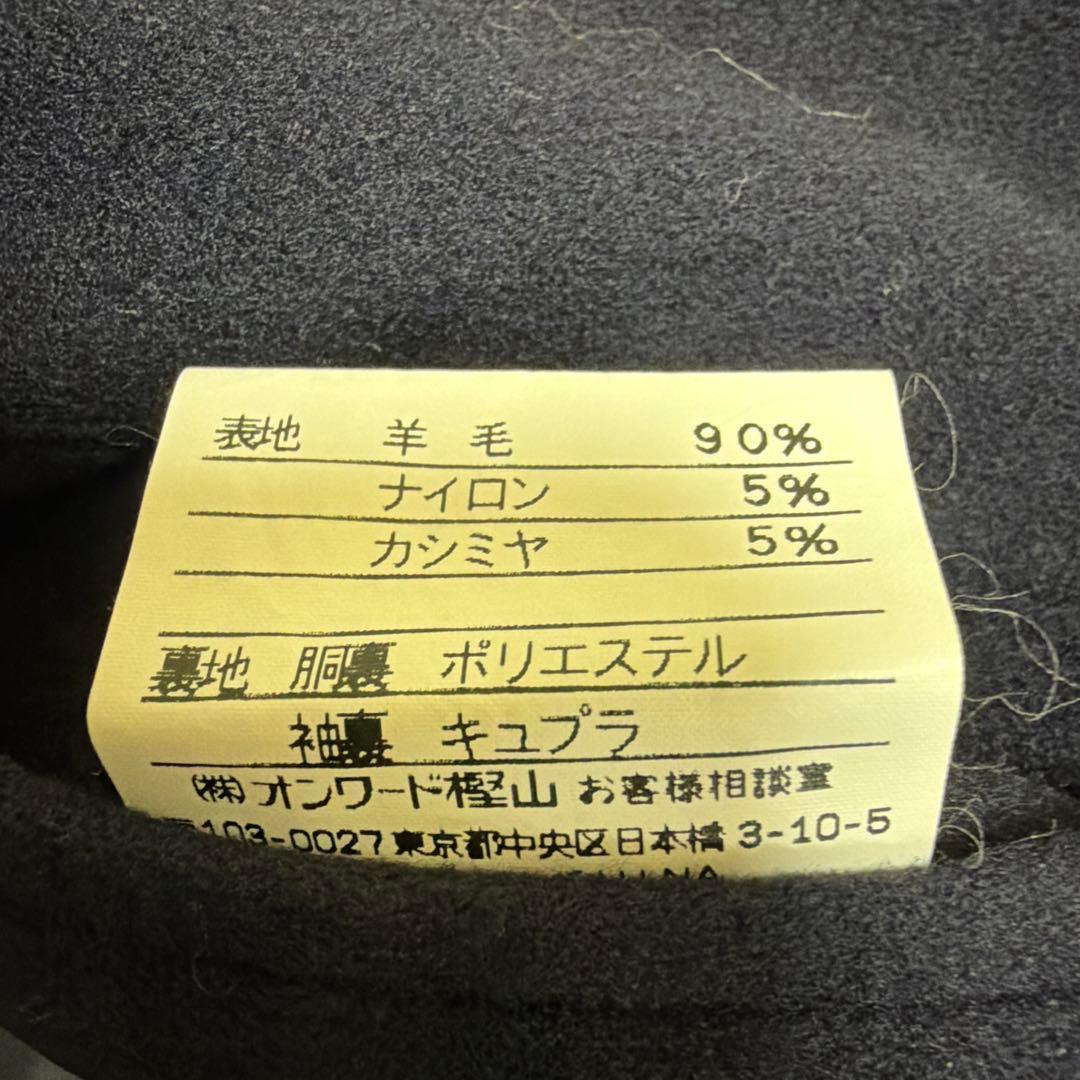 表地 羊毛 90%
ナイロン 5%
カシミヤ 5%
裏地 胴裏 ポリエステル
袖裏 キュプラ
(株)オンワード樫山 お客様相談室
103-0027 東京都中央区日本橋3-10-5